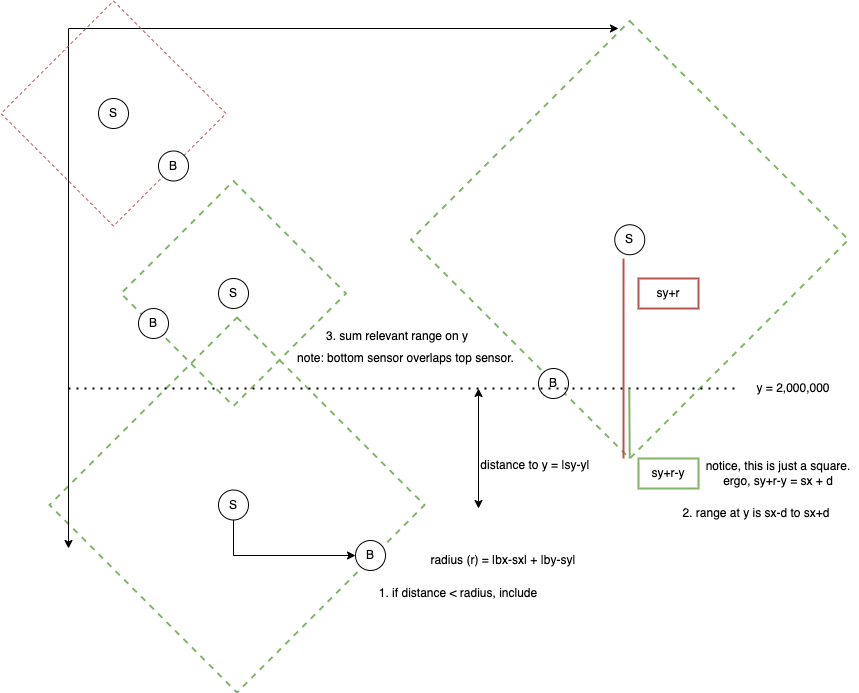 S
B
S
sy+r
S
B
3. sum relevant range on y
note: bottom sensor overlaps top sensor.
B
y = 2,000,000
distance to y = |sy-y|
sy+r-y
notice, this is just a square.
ergo, sy+r-y = sx + d
2. range at y is sx-d to sx+d
S
B
radius (r) = |bx-sx| + |by-sy|
1. if distance < radius, include